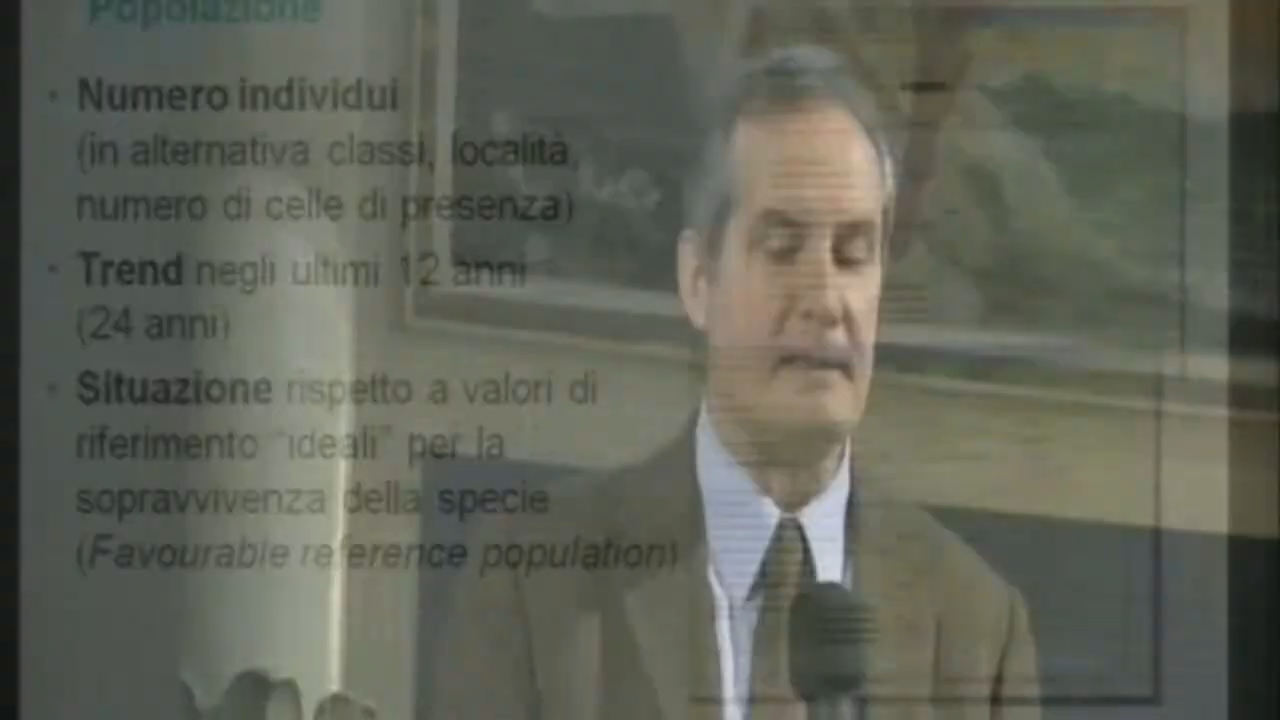 Popolazione
• Numero individui
(in alternativa classi, località,
numero di celle di presenza)
• Trend negli ultimi 12 anni
(24 anni)
• Situazione rispetto a valori di
riferimento "ideali" per la
sopravvivenza della specie
(Favourable reference population)